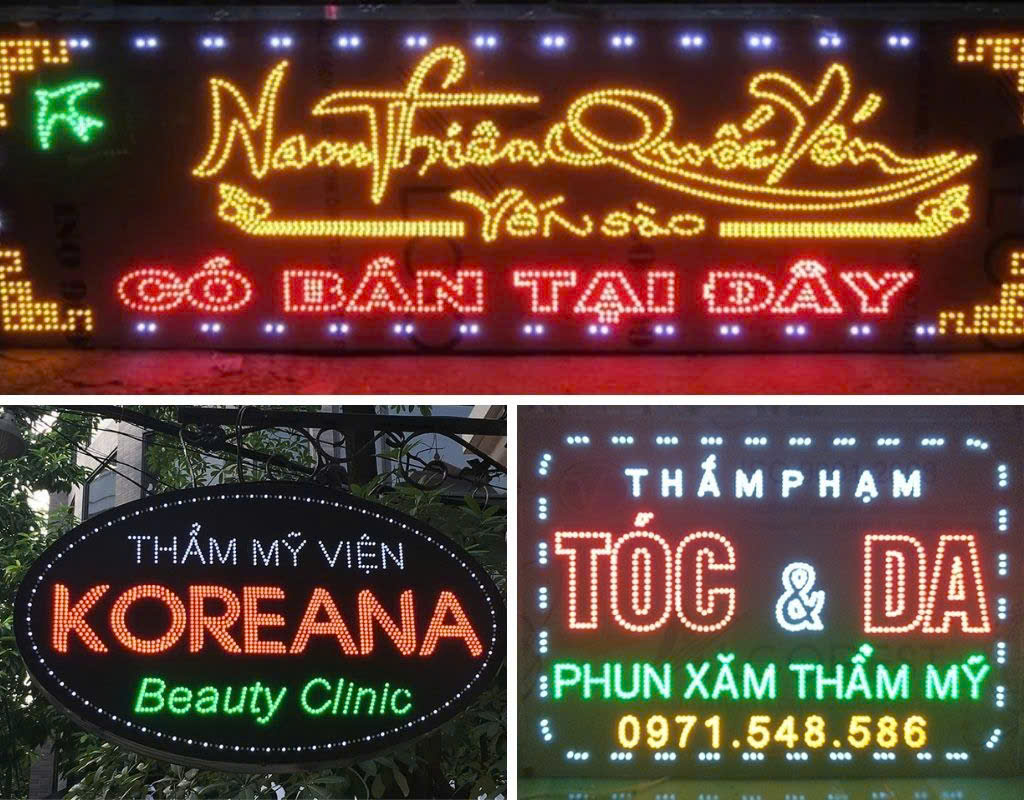 Nam Thiên Quốc Yến
Yến sào
CÓ BÁN TẠI ĐÂY
THẨM MỸ VIỆN
KOREANA
Beauty Clinic
THẮM PHẠM
TÓC & DA
PHUN XĂM THẨM MỸ
0971.548.586